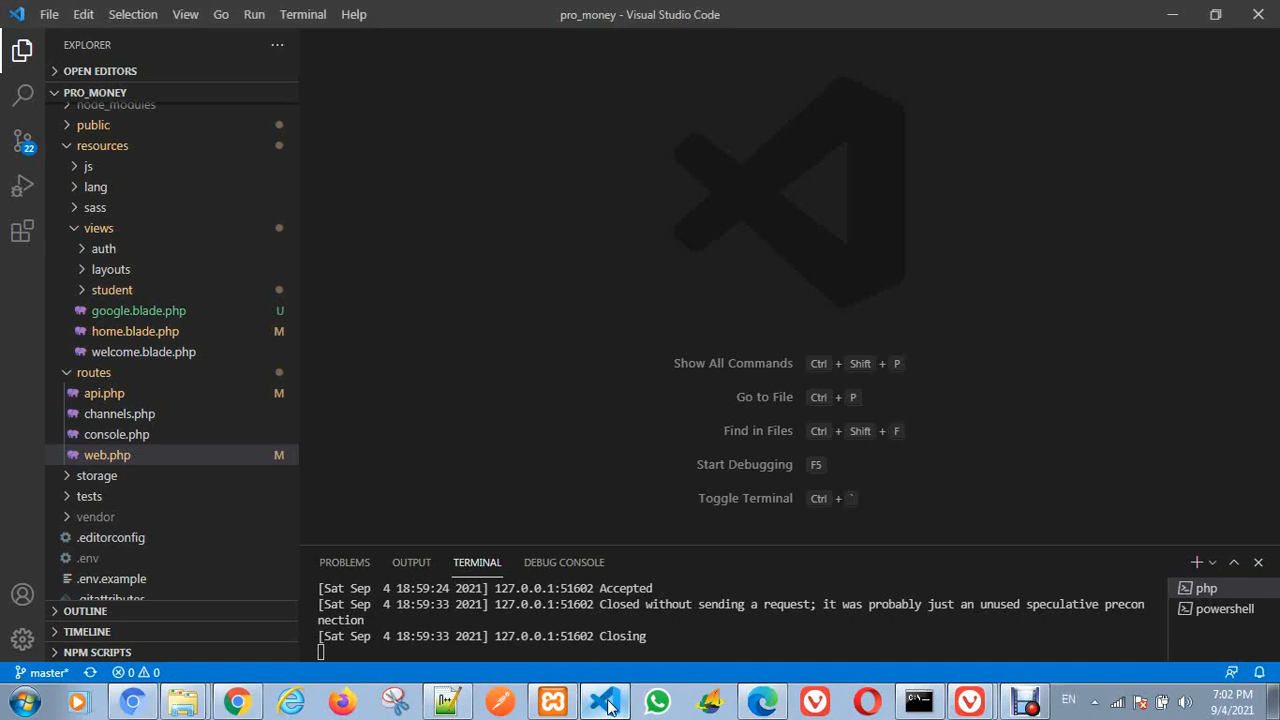 File Edit Selection View Go Run Terminal Help
pro_money - Visual Studio Code
EXPLORER
OPEN EDITORS
PRO_MONEY
node_modules
public
resources
js
lang
sass
views
auth
layouts
student
google.blade.php U
home.blade.php M
welcome.blade.php
routes
api.php M
channels.php
console.php
web.php M
storage
tests
vendor
.editorconfig
.env
.env.example
.gitattributes
OUTLINE
TIMELINE
NPM SCRIPTS
22
Show All Commands Ctrl + Shift + P
Go to File Ctrl + P
Find in Files Ctrl + Shift + F
Start Debugging F5
Toggle Terminal Ctrl + `
PROBLEMS OUTPUT TERMINAL DEBUG CONSOLE
[Sat Sep 4 18:59:24 2021] 127.0.0.1:51602 Accepted
[Sat Sep 4 18:59:33 2021] 127.0.0.1:51602 Closed without sending a request; it was probably just an unused speculative precon
nection
[Sat Sep 4 18:59:33 2021] 127.0.0.1:51602 Closing
php
powershell
master* 0 0
EN
7:02 PM
9/4/2021